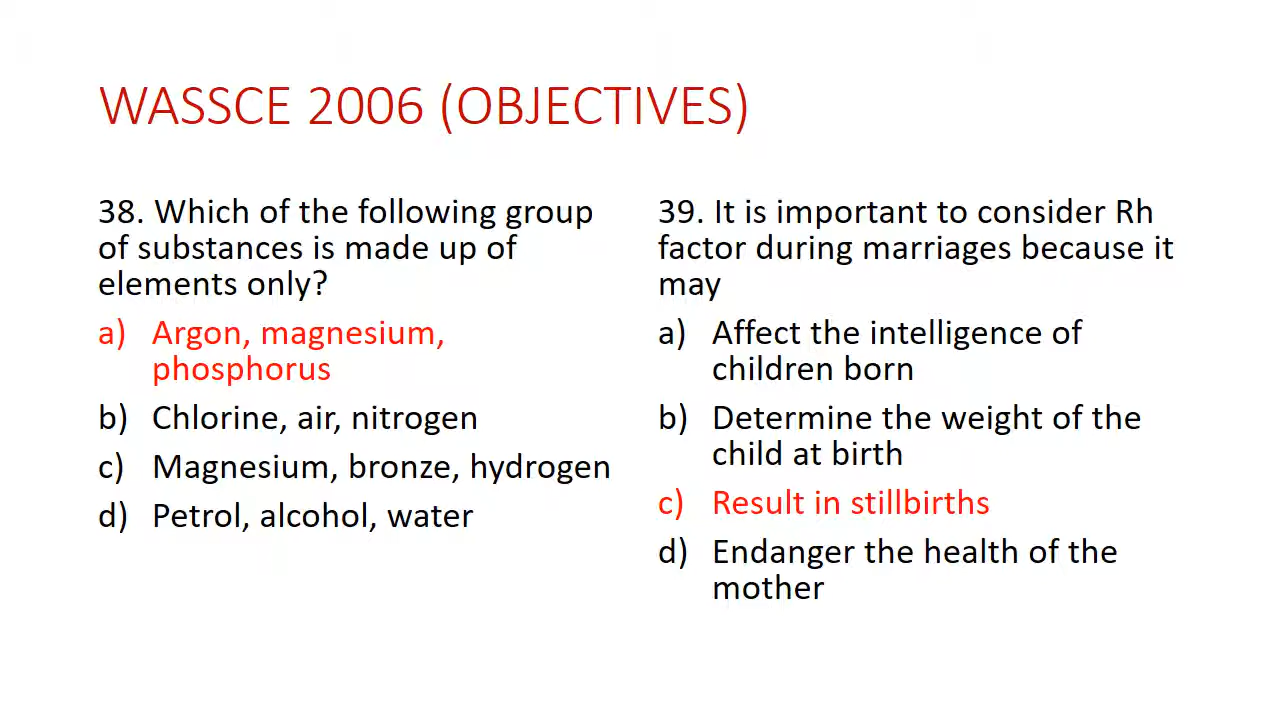 WASSCE 2006 (OBJECTIVES)
38. Which of the following group
of substances is made up of
elements only?
a) Argon, magnesium,
phosphorus
b) Chlorine, air, nitrogen
c) Magnesium, bronze, hydrogen
d) Petrol, alcohol, water
39. It is important to consider Rh
factor during marriages because it
may
a) Affect the intelligence of
children born
b) Determine the weight of the
child at birth
c) Result in stillbirths
d) Endanger the health of the
mother